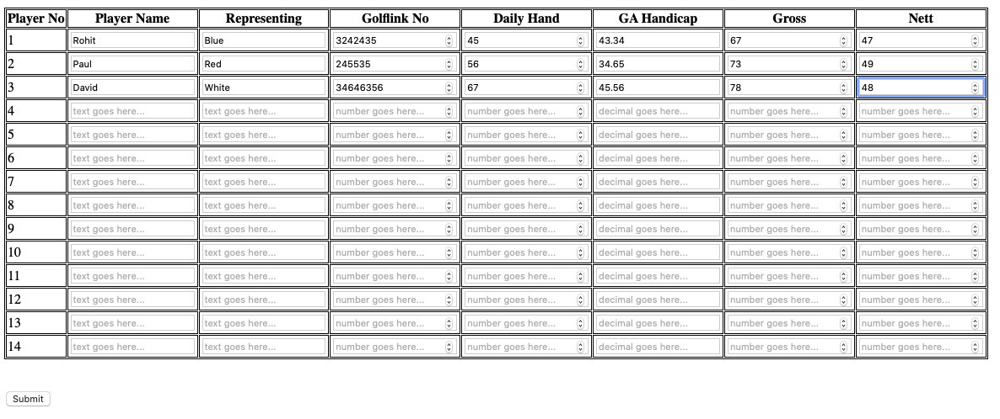 Player No Player Name Representing Golflink No Daily Hand GA Handicap Gross Nett
1 Rohit Blue 3242435 45 43.34 67 47
2 Paul Red 245535 56 34.65 73 49
3 David White 34646356 67 45.56 78 48
4 text goes here... text goes here... number goes here... number goes here... decimal goes here... number goes here... number goes here...
5 text goes here... text goes here... number goes here... number goes here... decimal goes here... number goes here... number goes here...
6 text goes here... text goes here... number goes here... number goes here... decimal goes here... number goes here... number goes here...
7 text goes here... text goes here... number goes here... number goes here... decimal goes here... number goes here... number goes here...
8 text goes here... text goes here... number goes here... number goes here... decimal goes here... number goes here... number goes here...
9 text goes here... text goes here... number goes here... number goes here... decimal goes here... number goes here... number goes here...
10 text goes here... text goes here... number goes here... number goes here... decimal goes here... number goes here... number goes here...
11 text goes here... text goes here... number goes here... number goes here... decimal goes here... number goes here... number goes here...
12 text goes here... text goes here... number goes here... number goes here... decimal goes here... number goes here... number goes here...
13 text goes here... text goes here... number goes here... number goes here... decimal goes here... number goes here... number goes here...
14 text goes here... text goes here... number goes here... number goes here... decimal goes here... number goes here... number goes here...
Submit